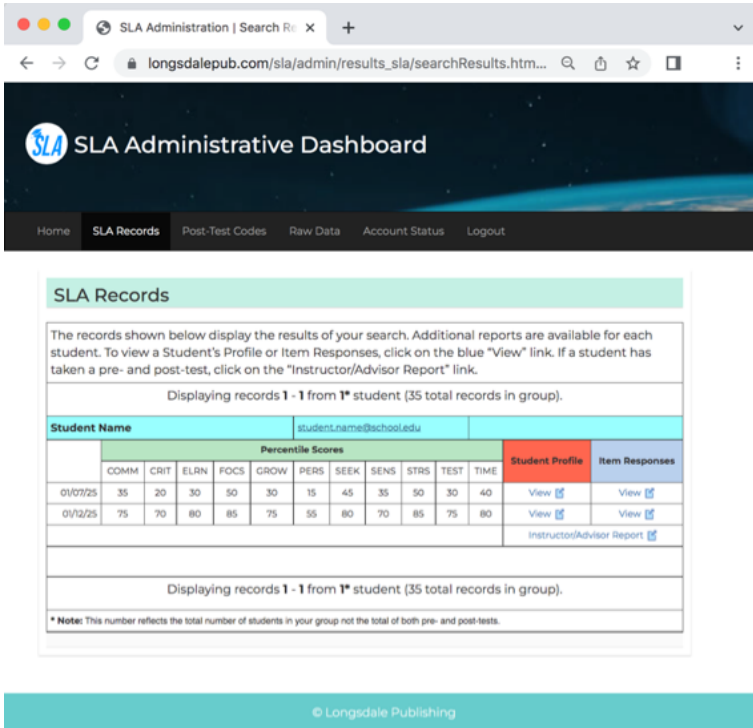 SLA Administration | Search Re
longsdalepub.com/sla/admin/results_sla/searchResults.htm...
SLA SLA Administrative Dashboard
Home SLA Records Post-Test Codes Raw Data Account Status Logout
SLA Records
The records shown below display the results of your search. Additional reports are available for each
student. To view a Student's Profile or Item Responses, click on the blue "View" link. If a student has
taken a pre- and post-test, click on the "Instructor/Advisor Report" link.
Displaying records 1 - 1 from 1* student (35 total records in group).
Student Name student.name@school.edu
Percentile Scores Student Profile Item Responses
COMM CRIT ELRN FOCS GROW PERS SEEK SENS STRS TEST TIME
01/07/25 35 20 30 50 30 15 45 35 50 30 40 View View
01/12/25 75 70 80 85 75 55 80 70 85 75 80 View View
Instructor/Advisor Report
Displaying records 1 - 1 from 1* student (35 total records in group).
* Note: This number reflects the total number of students in your group not the total of both pre- and post-tests.
© Longsdale Publishing